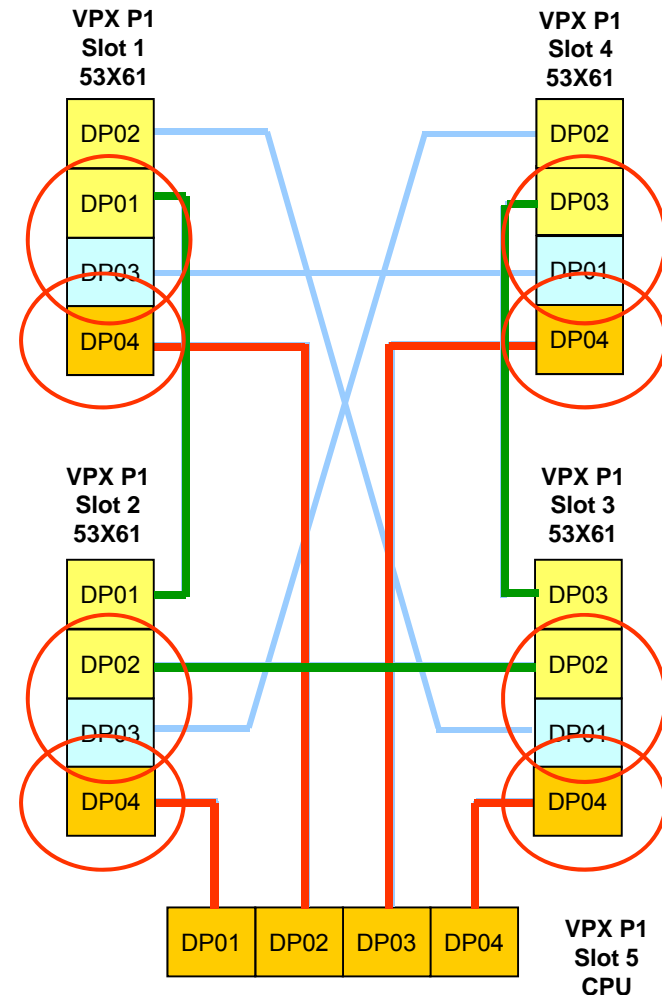 VPX P1
Slot 1
53X61
DP02
DP01
DP03
DP04
VPX P1
Slot 4
53X61
DP02
DP03
DP01
DP04
VPX P1
Slot 2
53X61
DP01
DP02
DP03
DP04
VPX P1
Slot 3
53X61
DP03
DP02
DP01
DP04
DP01 DP02 DP03 DP04
VPX P1
Slot 5
CPU